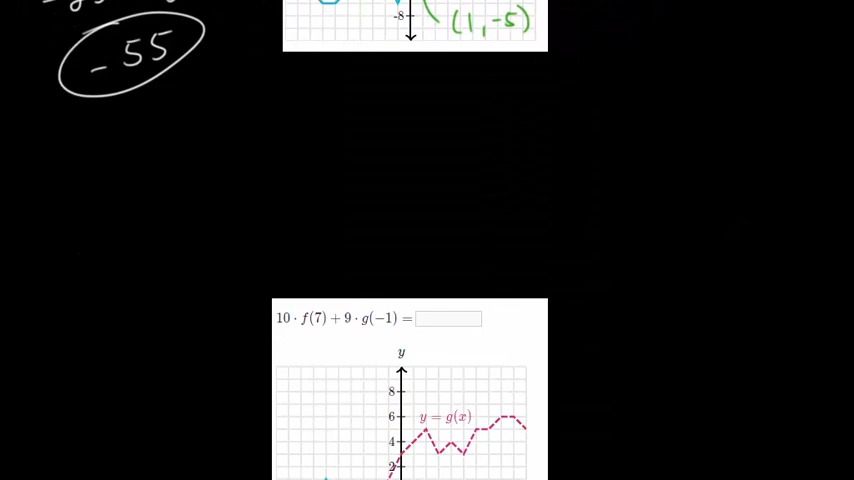 -8
(1, -5)
-55
10 · f(7) + 9 · g(−1) =
y
8
6
y = g(x)
4
2